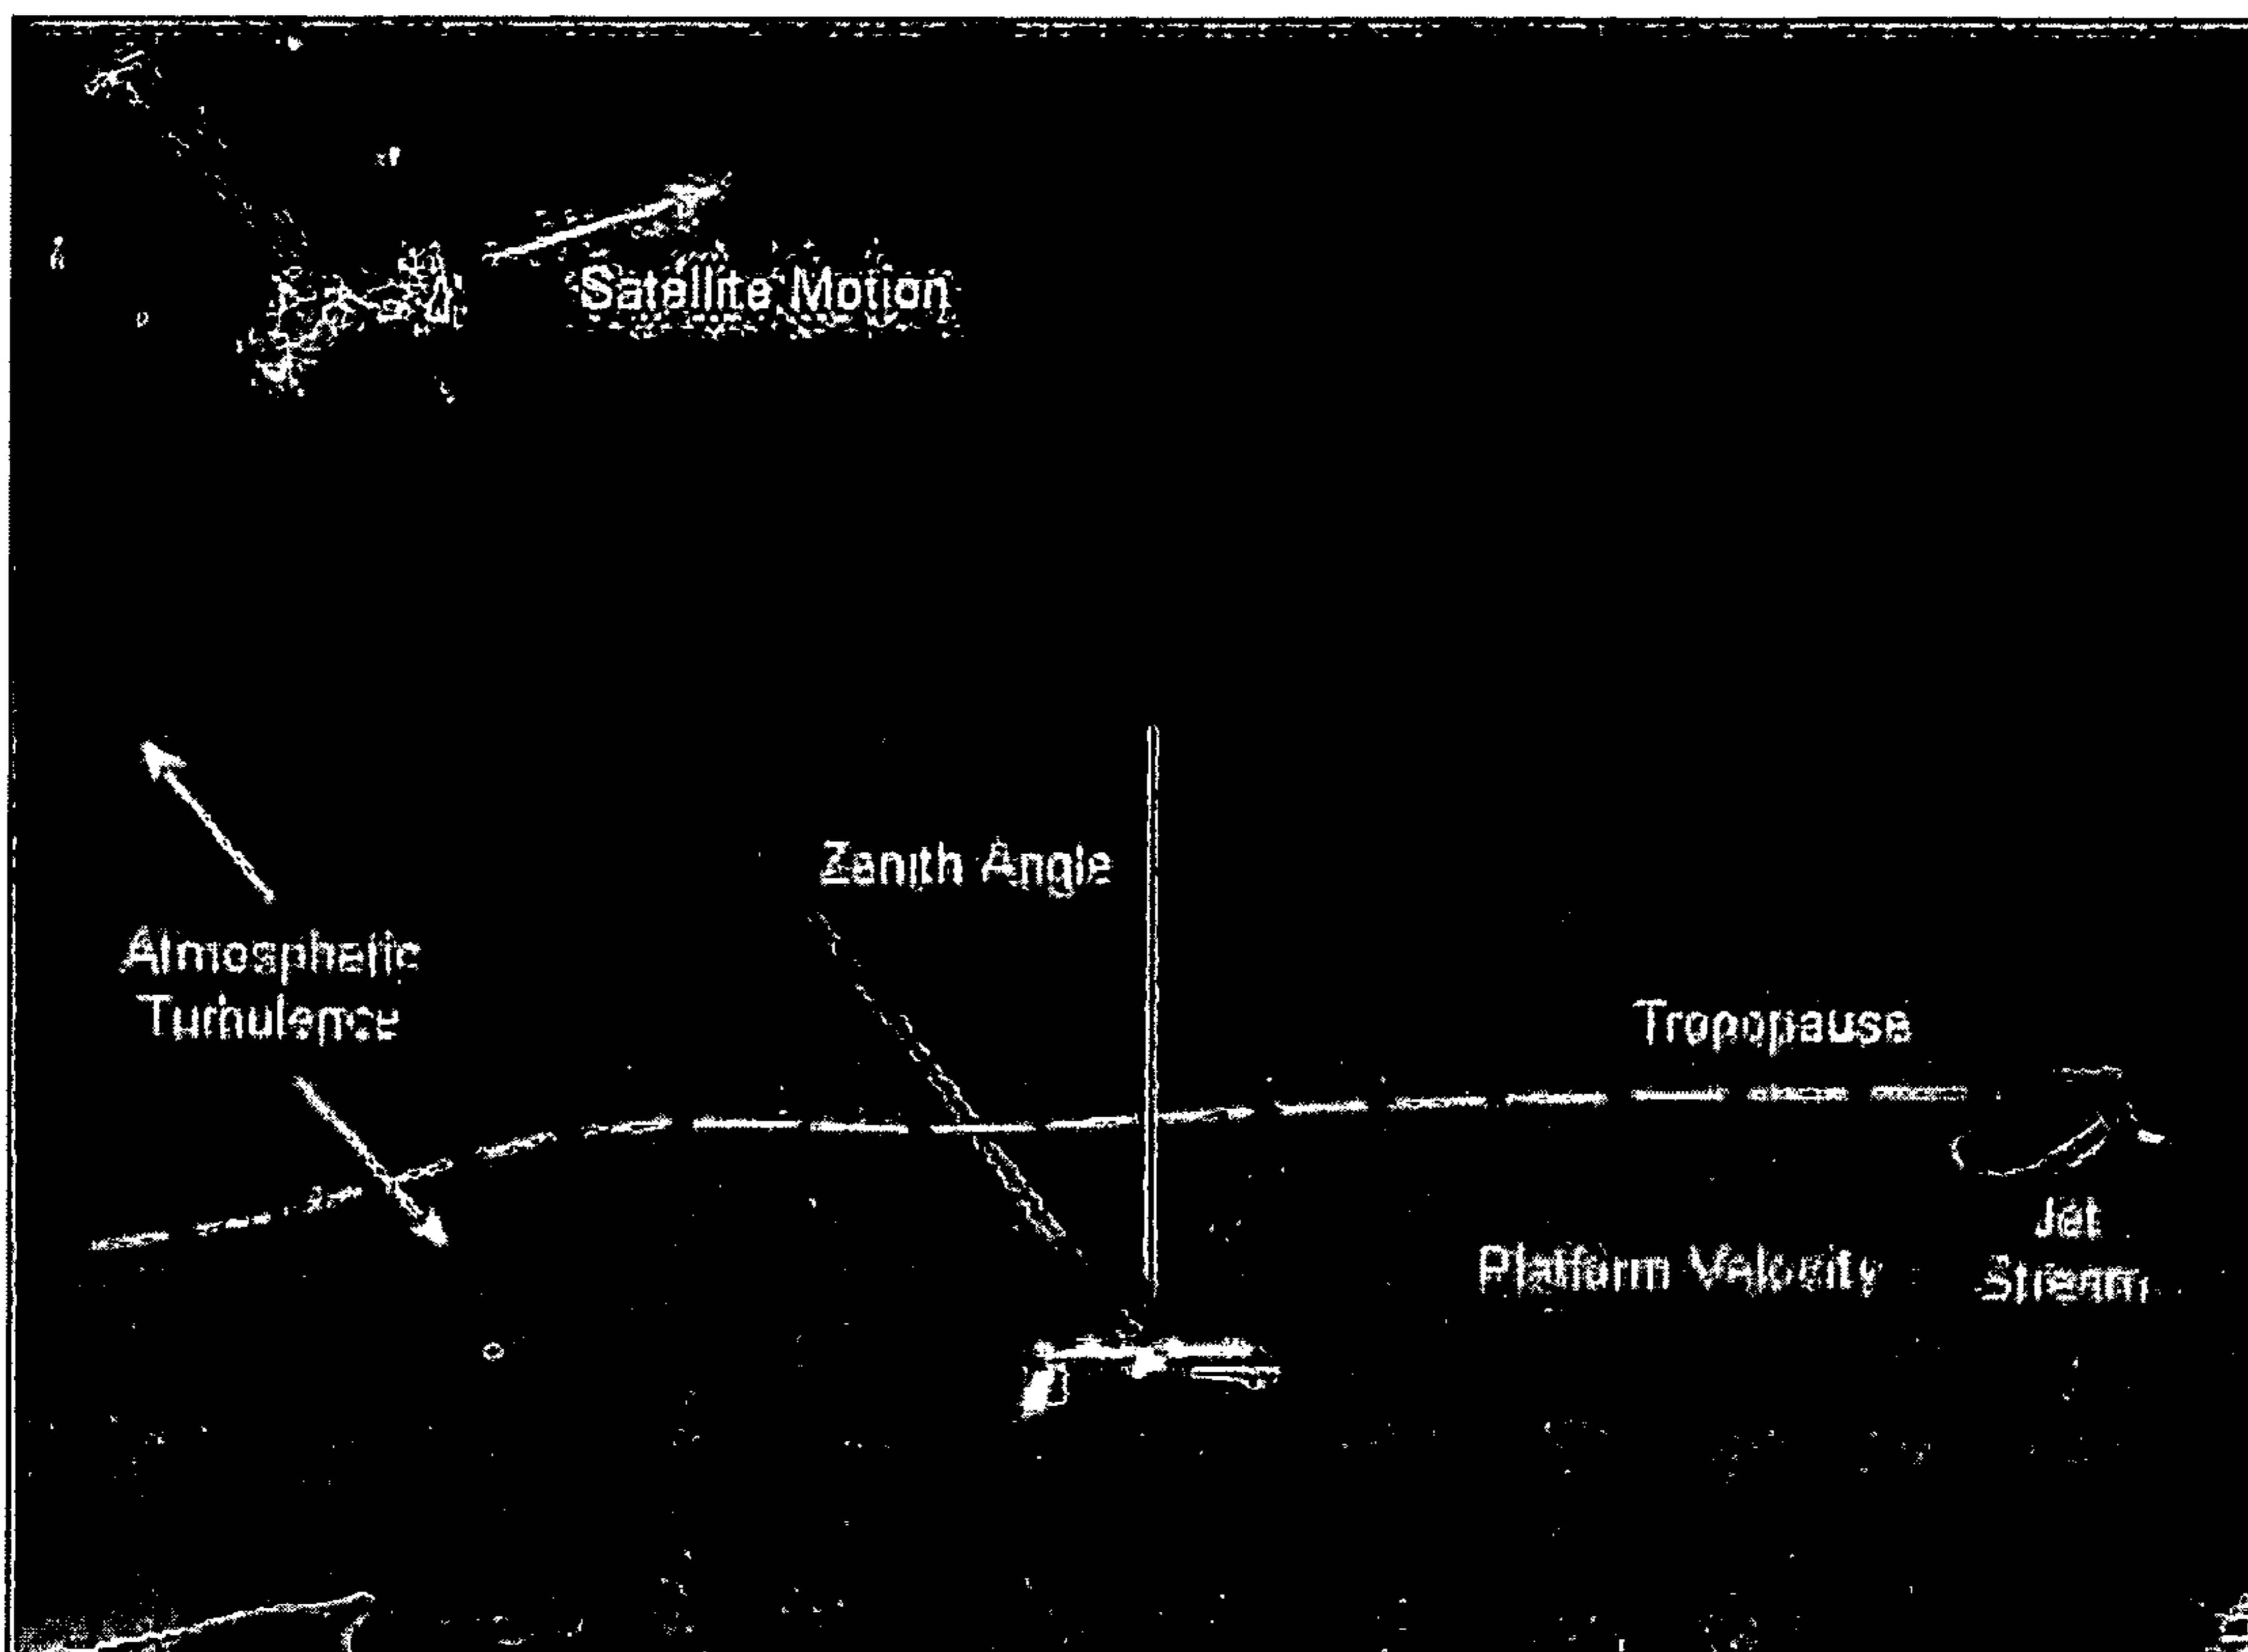 Satellite Motion
Zenith Angle
Atmospheric
Turbulence
Tropopause
Jet
Stream
Platform Velocity